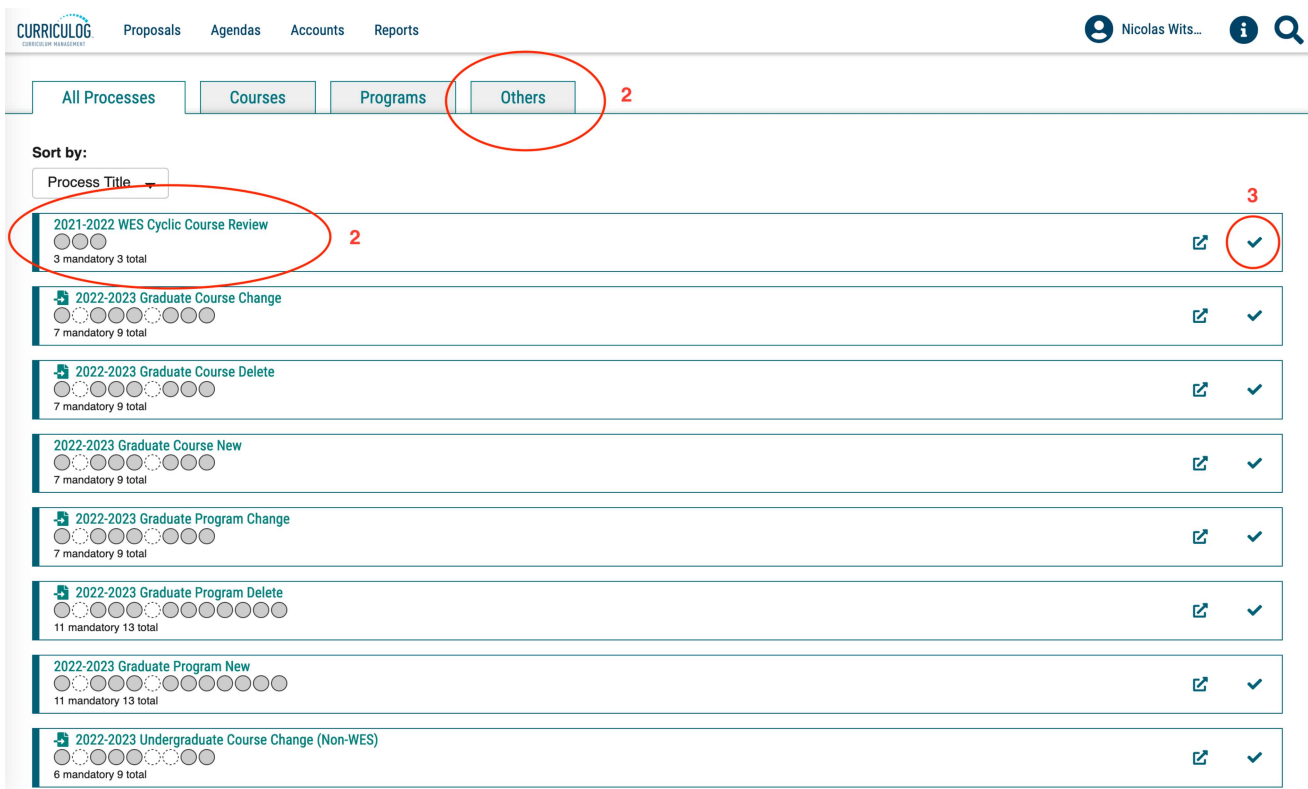 CURRICULOG
CURRICULUM MANAGEMENT
Proposals Agendas Accounts Reports
Nicolas Wits...
All Processes Courses Programs Others 2
Sort by:
Process Title
3
2021-2022 WES Cyclic Course Review
2
3 mandatory 3 total
2022-2023 Graduate Course Change
7 mandatory 9 total
2022-2023 Graduate Course Delete
7 mandatory 9 total
2022-2023 Graduate Course New
7 mandatory 9 total
2022-2023 Graduate Program Change
7 mandatory 9 total
2022-2023 Graduate Program Delete
11 mandatory 13 total
2022-2023 Graduate Program New
11 mandatory 13 total
2022-2023 Undergraduate Course Change (Non-WES)
6 mandatory 9 total